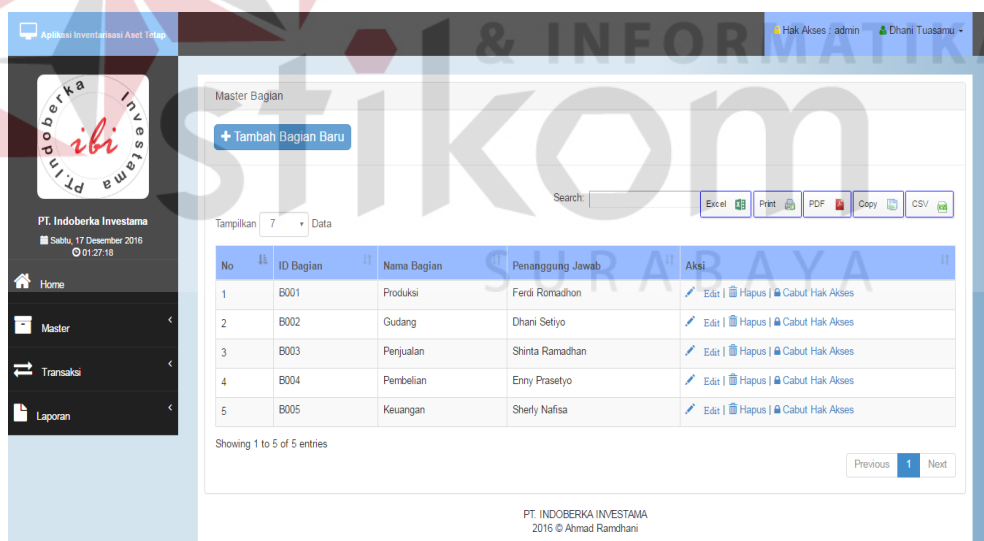 Aplikasi Inventarisasi Aset Tetap
Hak Akses : admin
Dhani Tuasamu
& INFORMATIKA
stikom
SURABAYA
PT. Indoberka Investama
ibi
PT. Indoberka Investama
Sabtu, 17 Desember 2016
01:27:18
Home
Master
Transaksi
Laporan
Master Bagian
+ Tambah Bagian Baru
Search:
Excel Print PDF Copy CSV
Tampilkan 7 Data
No ID Bagian Nama Bagian Penanggung Jawab Aksi
1 B001 Produksi Ferdi Romadhon Edit | Hapus | Cabut Hak Akses
2 B002 Gudang Dhani Setiyo Edit | Hapus | Cabut Hak Akses
3 B003 Penjualan Shinta Ramadhan Edit | Hapus | Cabut Hak Akses
4 B004 Pembelian Enny Prasetyo Edit | Hapus | Cabut Hak Akses
5 B005 Keuangan Sherly Nafisa Edit | Hapus | Cabut Hak Akses
Showing 1 to 5 of 5 entries
Previous 1 Next
PT. INDOBERKA INVESTAMA
2016 © Ahmad Ramdhani